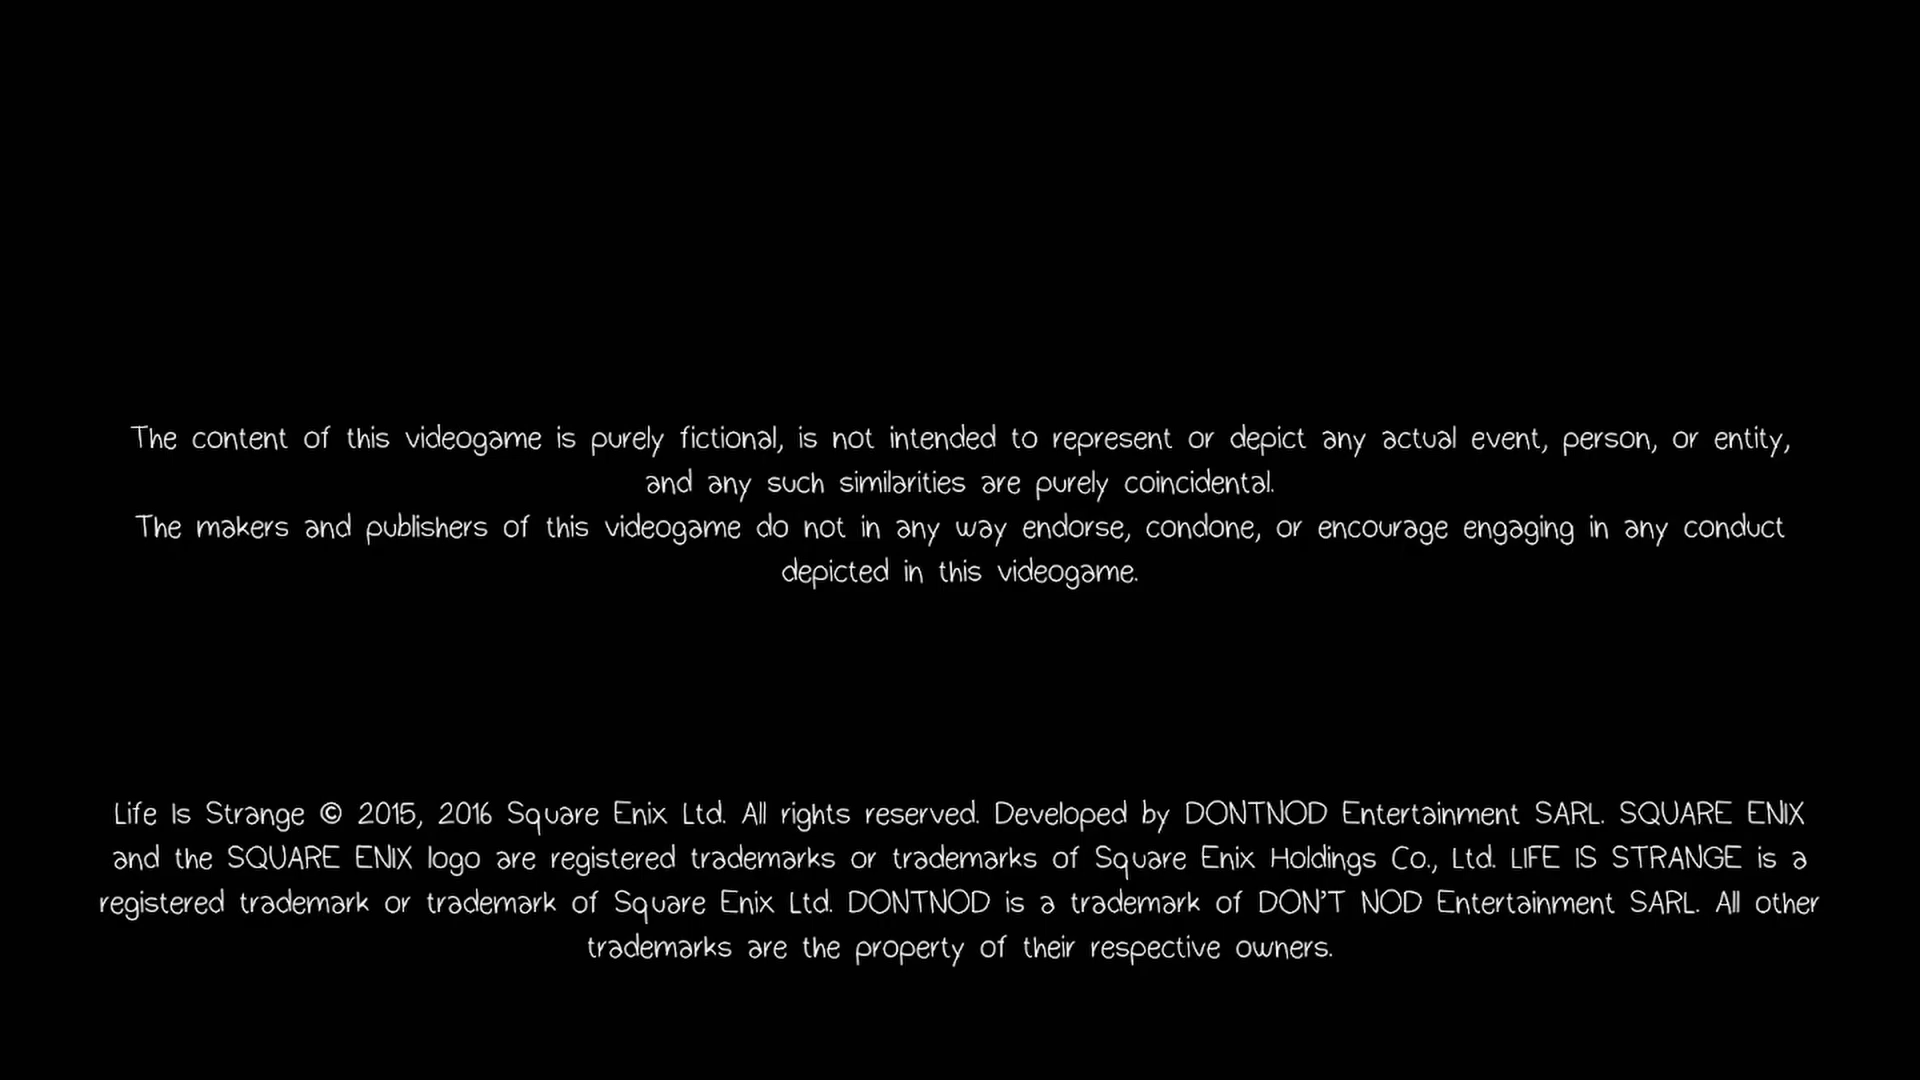 The content of this videogame is purely fictional, is not intended to represent or depict any actual event, person, or entity,
and any such similarities are purely coincidental.
The makers and publishers of this videogame do not in any way endorse, condone, or encourage engaging in any conduct
depicted in this videogame.
Life Is Strange © 2015, 2016 Square Enix Ltd. All rights reserved. Developed by DONTNOD Entertainment SARL. SQUARE ENIX
and the SQUARE ENIX logo are registered trademarks or trademarks of Square Enix Holdings Co., Ltd. LIFE IS STRANGE is a
registered trademark or trademark of Square Enix Ltd. DONTNOD is a trademark of DON'T NOD Entertainment SARL. All other
trademarks are the property of their respective owners.